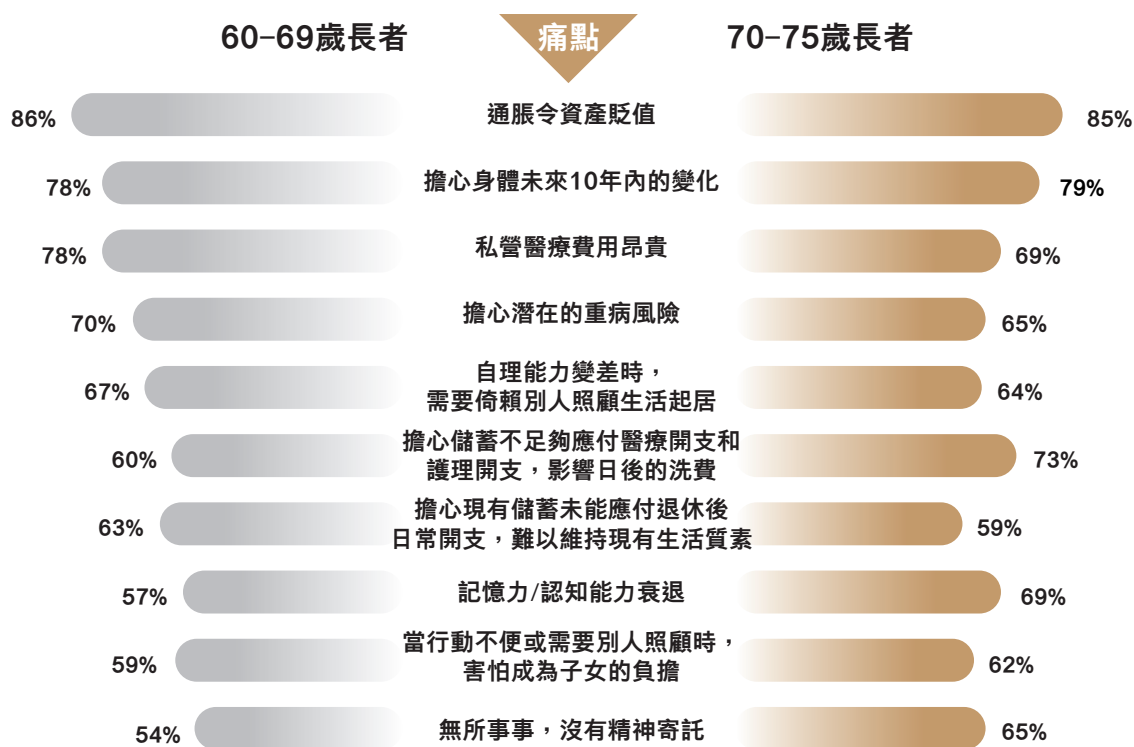 60–69歲長者
痛點
70–75歲長者
86%
通脹令資產貶值
85%
78%
擔心身體未來10年內的變化
79%
78%
私營醫療費用昂貴
69%
70%
擔心潛在的重病風險
65%
67%
自理能力變差時，
需要倚賴別人照顧生活起居
64%
60%
擔心儲蓄不足夠應付醫療開支和
護理開支，影響日後的洗費
73%
63%
擔心現有儲蓄未能應付退休後
日常開支，難以維持現有生活質素
59%
57%
記憶力/認知能力衰退
69%
59%
當行動不便或需要別人照顧時，
害怕成為子女的負擔
62%
54%
無所事事，沒有精神寄託
65%